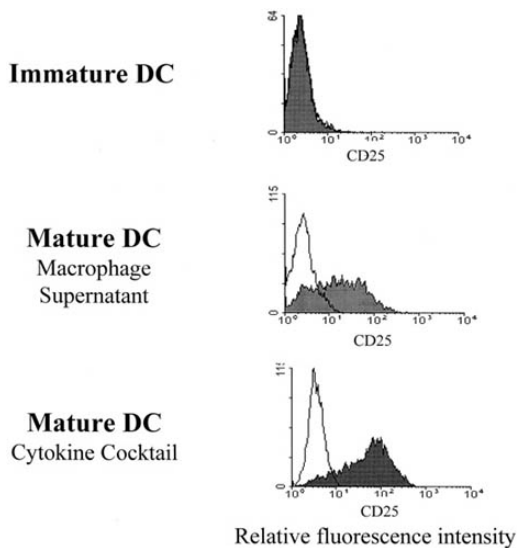 Immature DC
64
0
10⁰ 10¹ 10² 10³ 10⁴
CD25
Mature DC
Macrophage
Supernatant
115
0
10⁰ 10¹ 10² 10³ 10⁴
CD25
Mature DC
Cytokine Cocktail
115
0
10⁰ 10¹ 10² 10³ 10⁴
CD25
Relative fluorescence intensity